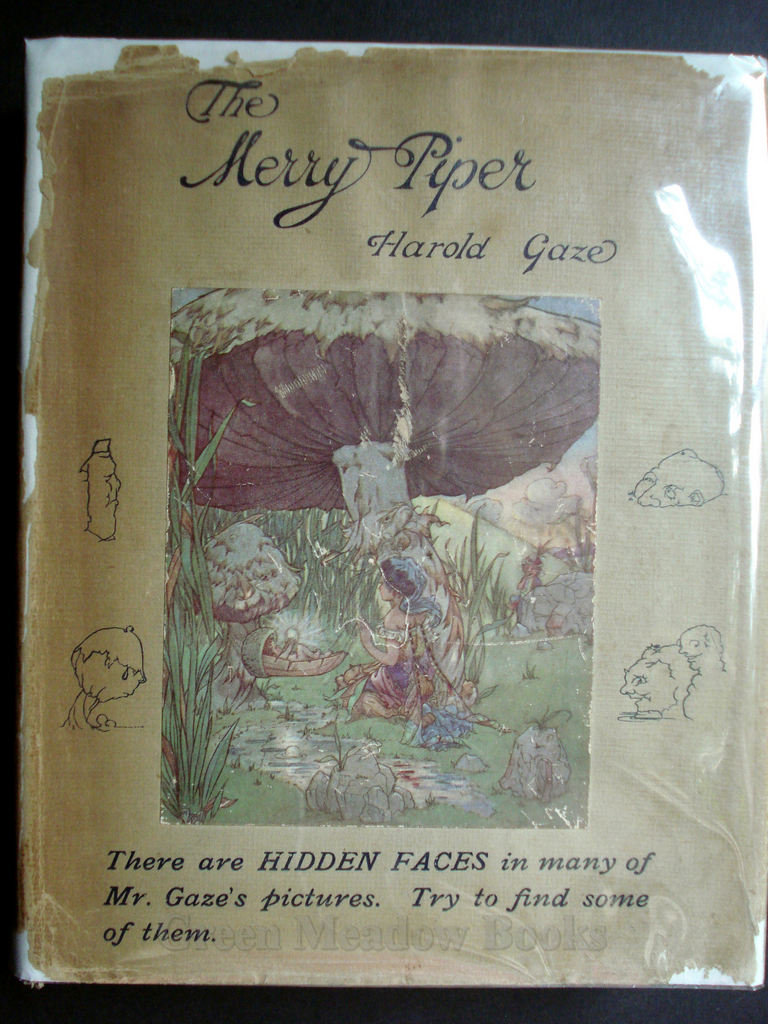 The
Merry Piper
Harold Gaze
There are HIDDEN FACES in many of
Mr. Gaze's pictures. Try to find some
of them.
Green Meadow Books